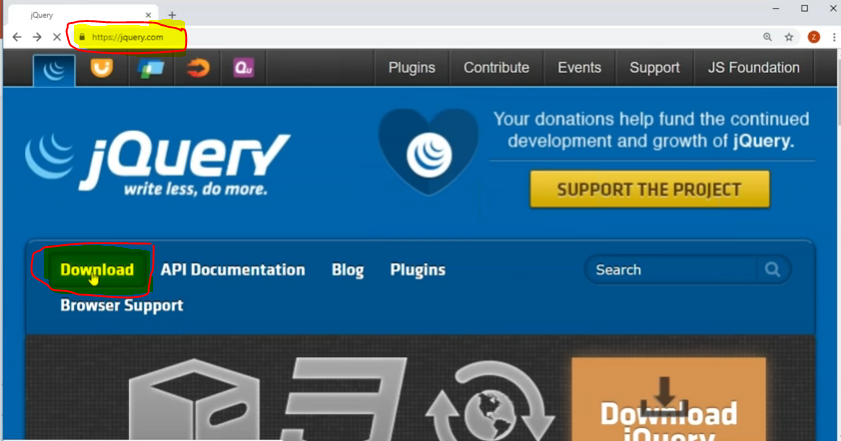 jQuery
https://jquery.com
Z
Qu
Plugins Contribute Events Support JS Foundation
Your donations help fund the continued
development and growth of jQuery.
jQuery
write less, do more.
SUPPORT THE PROJECT
Download API Documentation Blog Plugins
Search
Browser Support
Download
jQuery